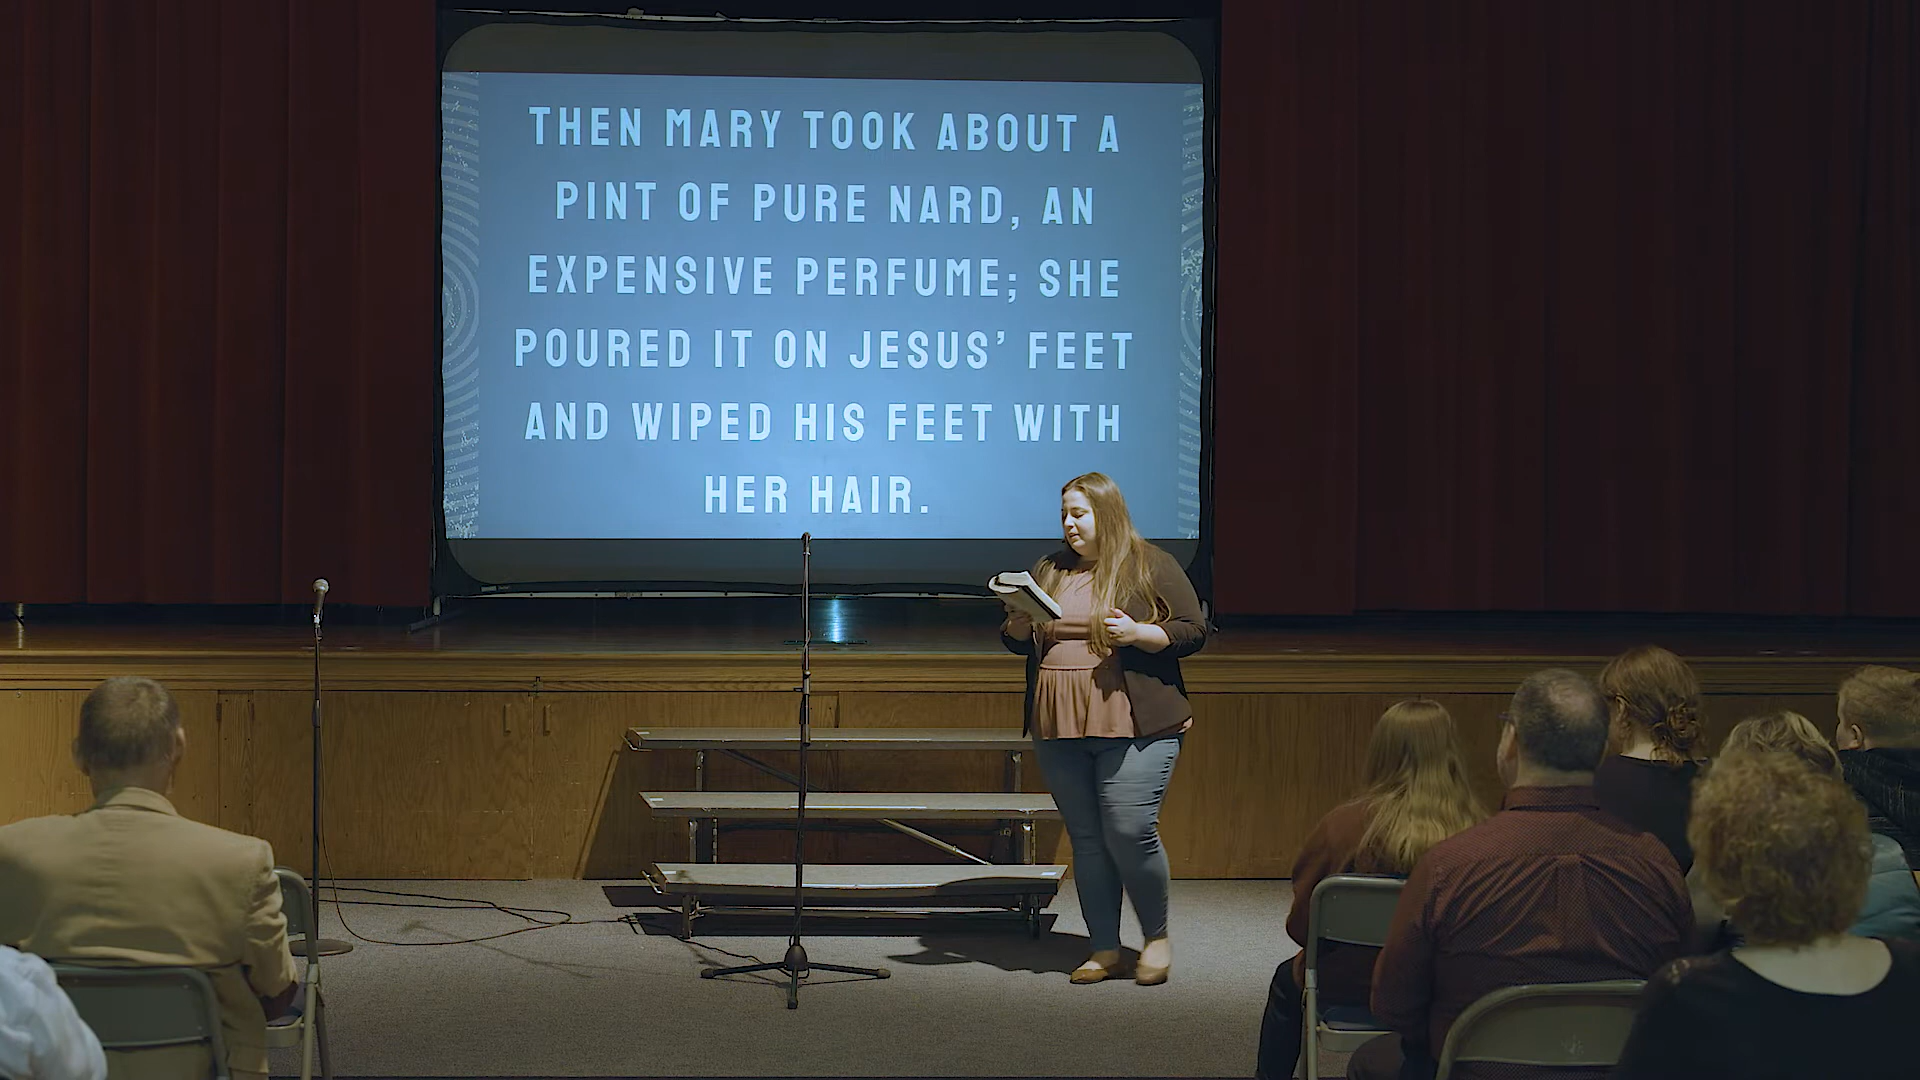 THEN MARY TOOK ABOUT A
PINT OF PURE NARD, AN
EXPENSIVE PERFUME; SHE
POURED IT ON JESUS’ FEET
AND WIPED HIS FEET WITH
HER HAIR.